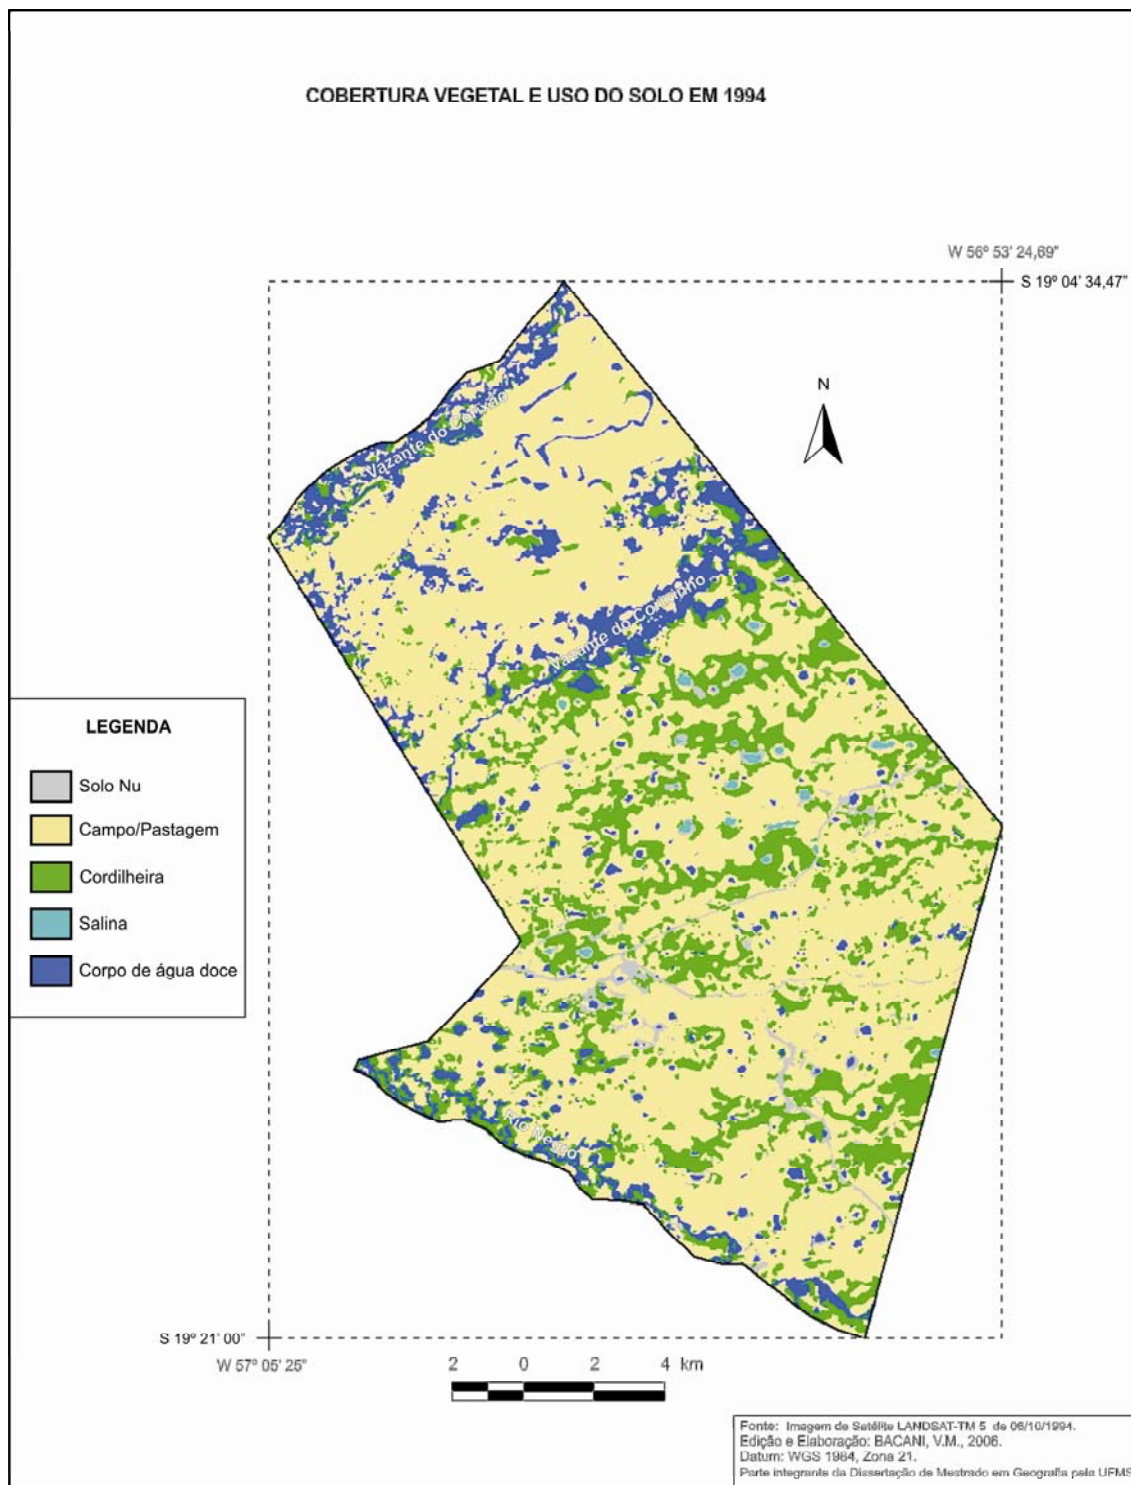 COBERTURA VEGETAL E USO DO SOLO EM 1994
W 56º 53' 24,69"
S 19º 04' 34,47"
N
Vazante do Corixão
Vazante do Corixinho
LEGENDA
Solo Nu
Campo/Pastagem
Cordilheira
Salina
Corpo de água doce
Rio Negro
S 19º 21' 00"
W 57º 05' 25"
2 0 2 4 km
Fonte: Imagem de Satélite LANDSAT-TM 5 de 06/10/1994.
Edição e Elaboração: BACANI, V.M., 2006.
Datum: WGS 1984, Zona 21.
Parte integrante da Dissertação de Mestrado em Geografia pela UFMS